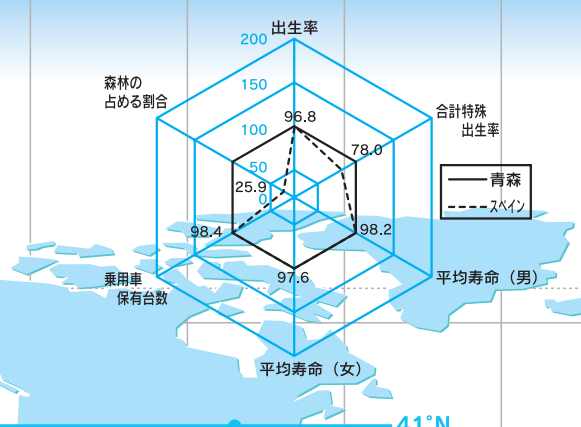 出生率
200
150
100
50
0
森林の
占める割合
合計特殊
出生率
96.8
78.0
25.9
98.4
98.2
97.6
青森
スペイン
乗用車
保有台数
平均寿命（男）
平均寿命（女）
41°N